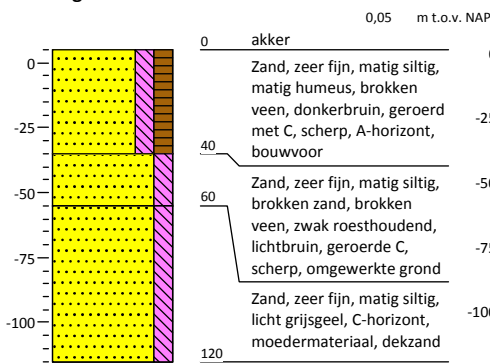 0,05 m t.o.v. NAP
0 akker
Zand, zeer fijn, matig siltig,
matig humeus, brokken
veen, donkerbruin, geroerd
met C, scherp, A-horizont,
bouwvoor
40
Zand, zeer fijn, matig siltig,
brokken zand, brokken
veen, zwak roesthoudend,
lichtbruin, geroerde C,
scherp, omgewerkte grond
60
Zand, zeer fijn, matig siltig,
licht grijsgeel, C-horizont,
moedermateriaal, dekzand
120
0
-25
-50
-75
-100
-75